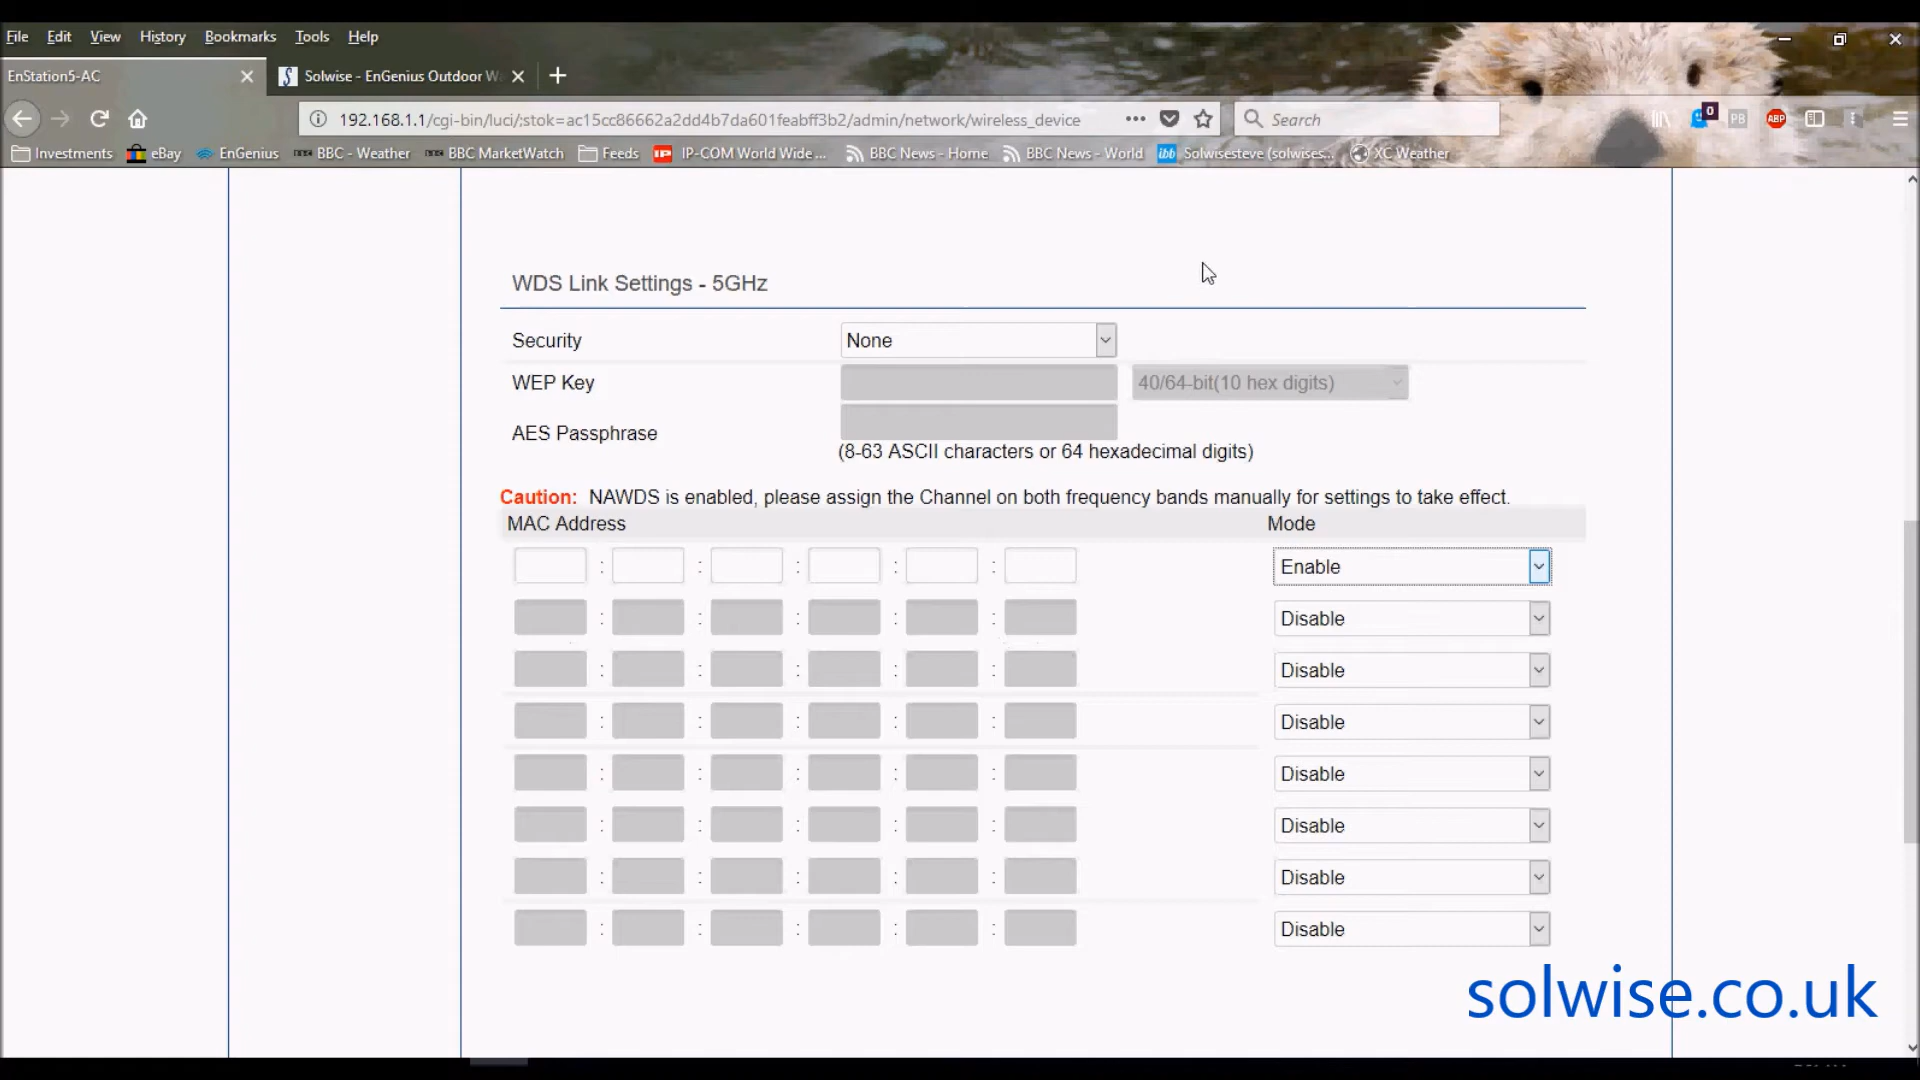 File Edit View History Bookmarks Tools Help
EnStation5-AC
Solwise - EnGenius Outdoor W
192.168.1.1/cgi-bin/luci/;stok=ac15cc86662a2dd4b7da601feabff3b2/admin/network/wireless_device
Search
0
PB
ABP
Investments eBay EnGenius BBC - Weather BBC MarketWatch Feeds IP-COM World Wide ... BBC News - Home BBC News - World Solwisesteve (solwises... XC Weather
WDS Link Settings - 5GHz
Security None
WEP Key 40/64-bit(10 hex digits)
AES Passphrase
(8-63 ASCII characters or 64 hexadecimal digits)
Caution: NAWDS is enabled, please assign the Channel on both frequency bands manually for settings to take effect.
MAC Address Mode
: : : : : Enable
: : : : : Disable
: : : : : Disable
: : : : : Disable
: : : : : Disable
: : : : : Disable
: : : : : Disable
: : : : : Disable
solwise.co.uk